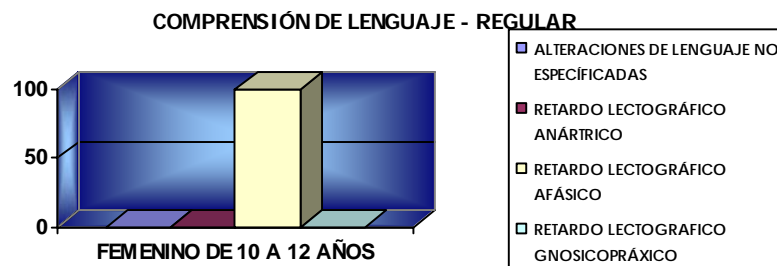 COMPRENSIÓN DE LENGUAJE - REGULAR
100
50
0
FEMENINO DE 10 A 12 AÑOS
ALTERACIONES DE LENGUAJE NO
ESPECÍFICADAS
RETARDO LECTOGRÁFICO
ANÁRTRICO
RETARDO LECTOGRÁFICO
AFÁSICO
RETARDO LECTOGRAFICO
GNOSICOPRÁXICO